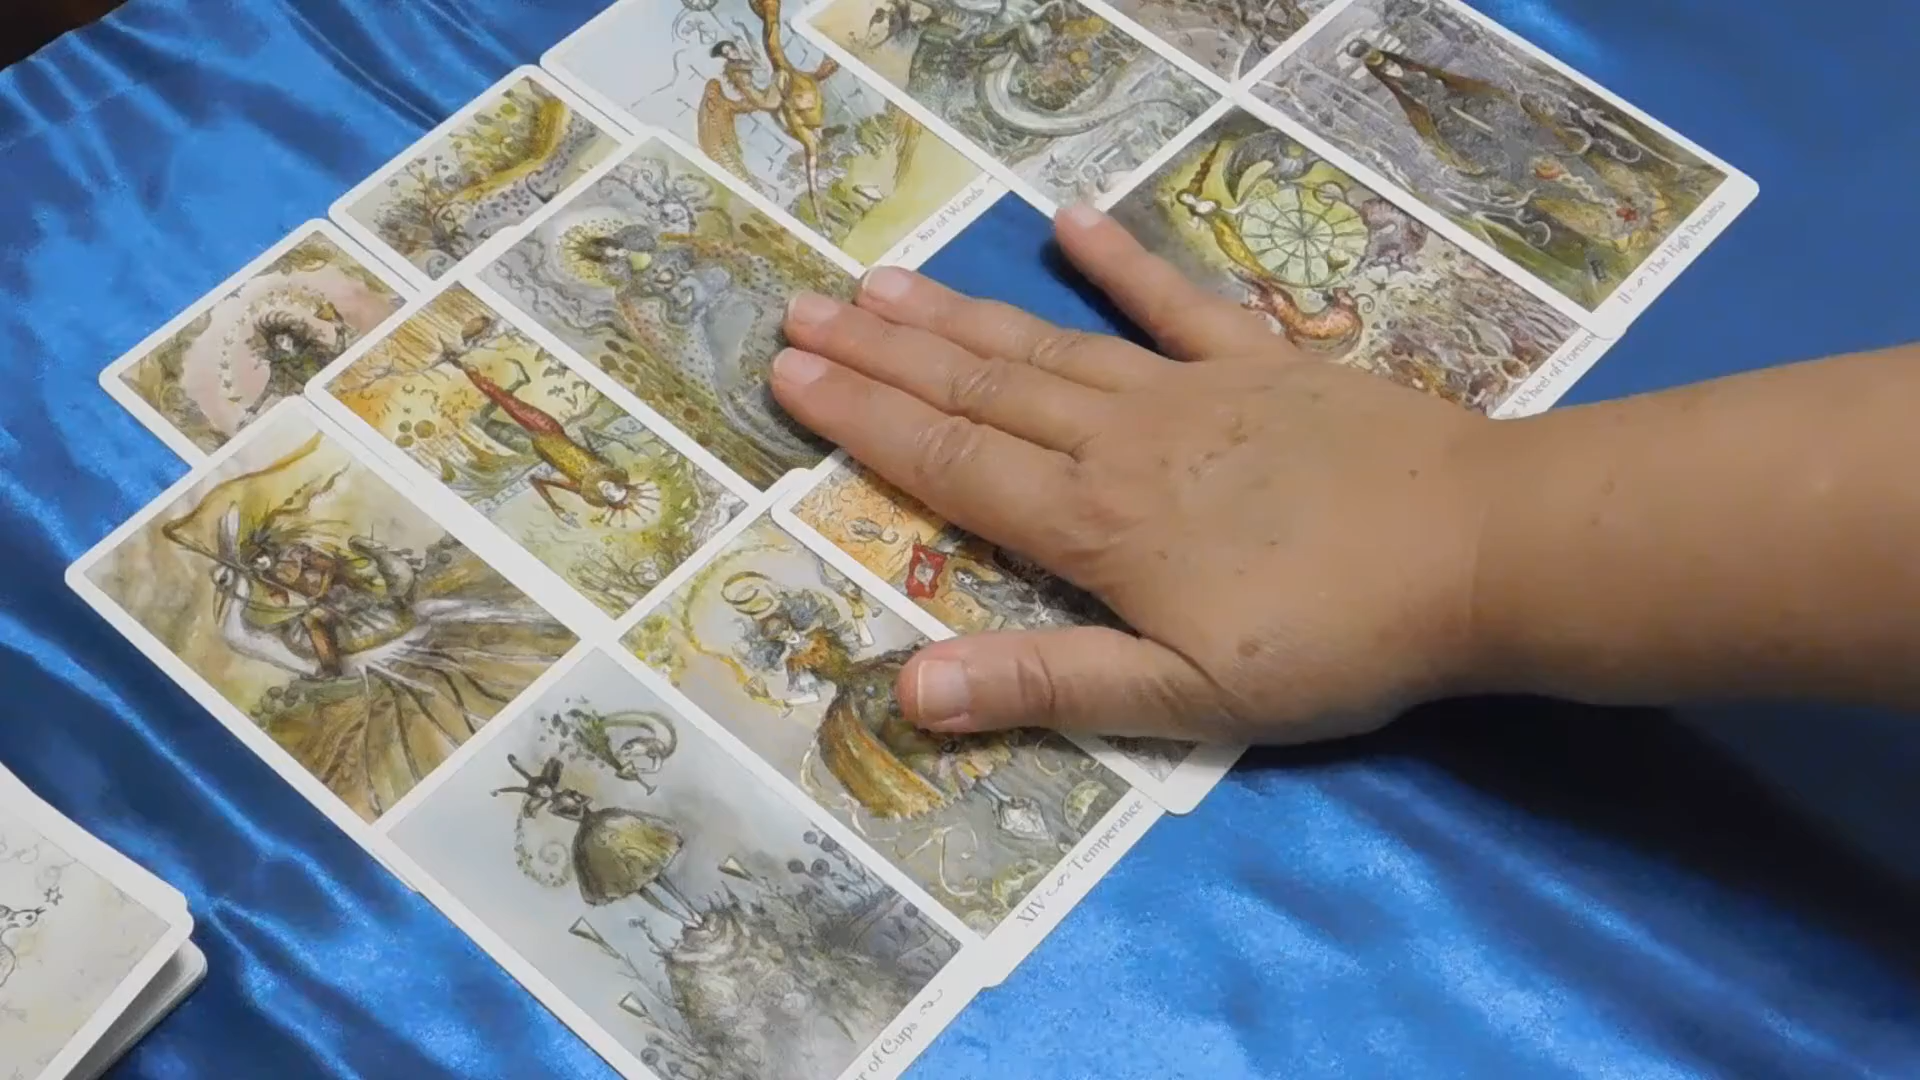 Six of Wands
II The High Priestess
Wheel of Fortune
XIV Temperance
of Cups